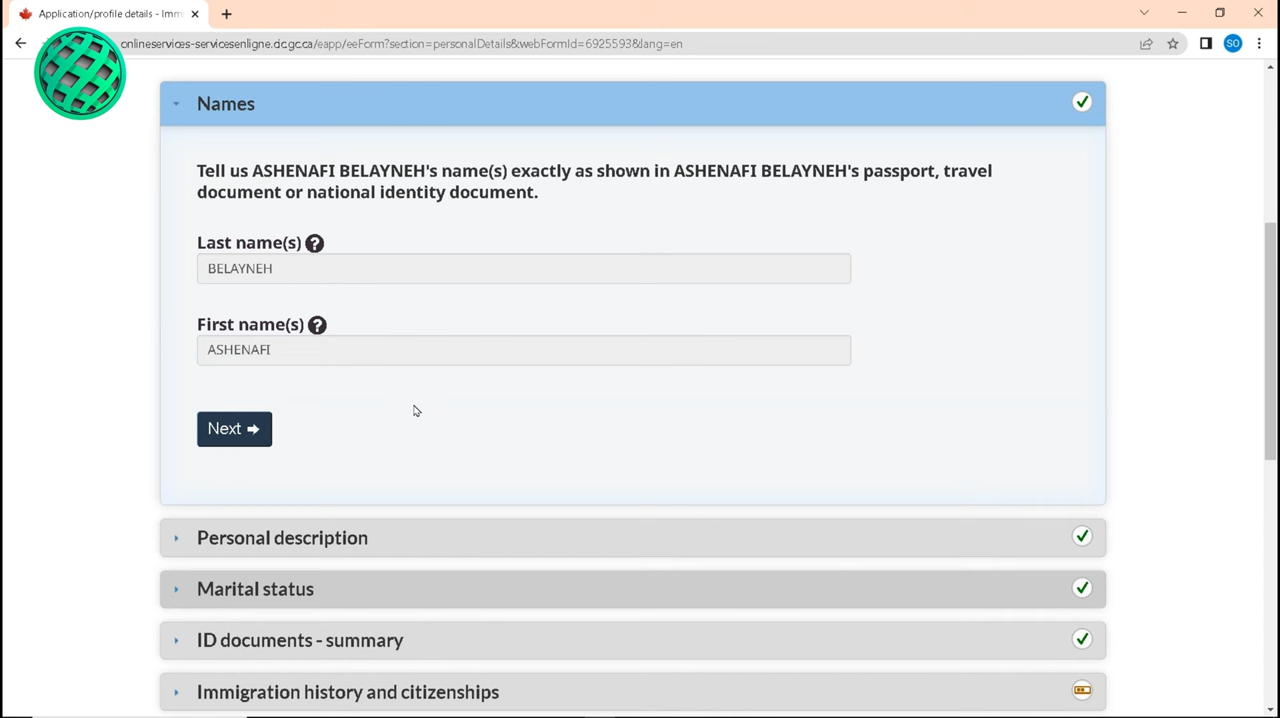 Application/profile details - Imm
SO
onlineservices-servicesenligne.cic.gc.ca/eapp/eeForm?section=personalDetails&webFormId=6925593&lang=en
Names
Tell us ASHENAFI BELAYNEH's name(s) exactly as shown in ASHENAFI BELAYNEH's passport, travel
document or national identity document.
Last name(s) ?
BELAYNEH
First name(s) ?
ASHENAFI
Next
Personal description
Marital status
ID documents - summary
Immigration history and citizenships